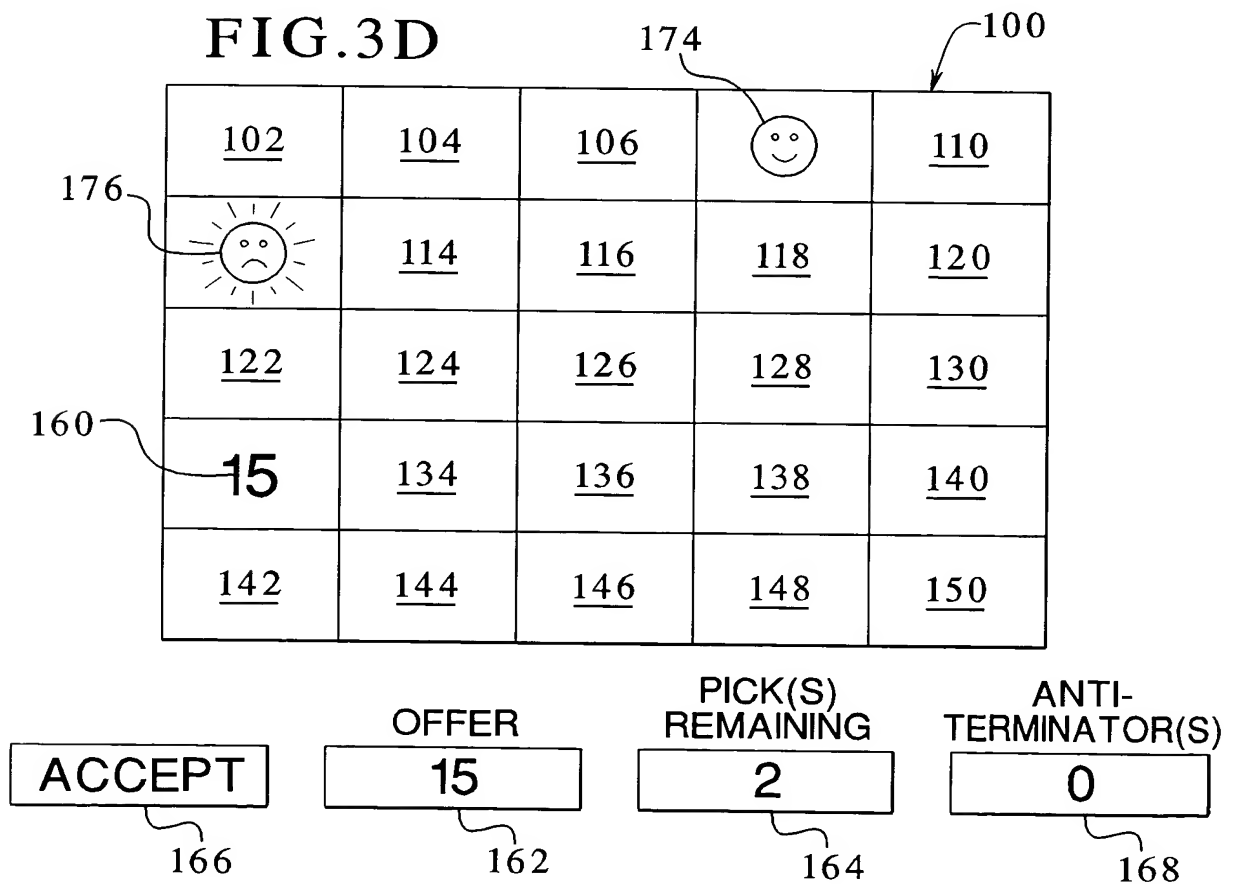 FIG.3D
174
100
102 104 106 110
176
114 116 118 120
122 124 126 128 130
160
15 134 136 138 140
142 144 146 148 150
OFFER
PICK(S)
REMAINING
ANTI-
TERMINATOR(S)
ACCEPT 15 2 0
166 162 164 168